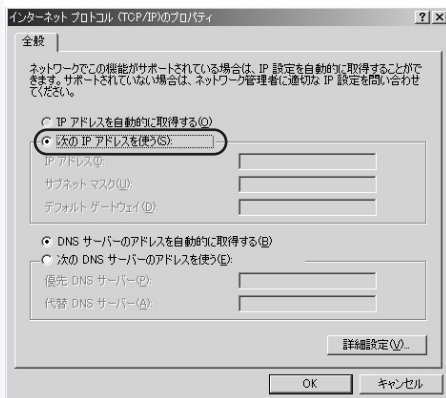 インターネット プロトコル (TCP/IP)のプロパティ
全般
ネットワークでこの機能がサポートされている場合は、IP 設定を自動的に取得することがで
きます。サポートされていない場合は、ネットワーク管理者に適切な IP 設定を問い合わせ
てください。
IP アドレスを自動的に取得する(O)
次の IP アドレスを使う(S):
IP アドレス(I):
サブネット マスク(U):
デフォルト ゲートウェイ(D):
DNS サーバーのアドレスを自動的に取得する(B)
次の DNS サーバーのアドレスを使う(E):
優先 DNS サーバー(P):
代替 DNS サーバー(A):
詳細設定(V)...
OK
キャンセル